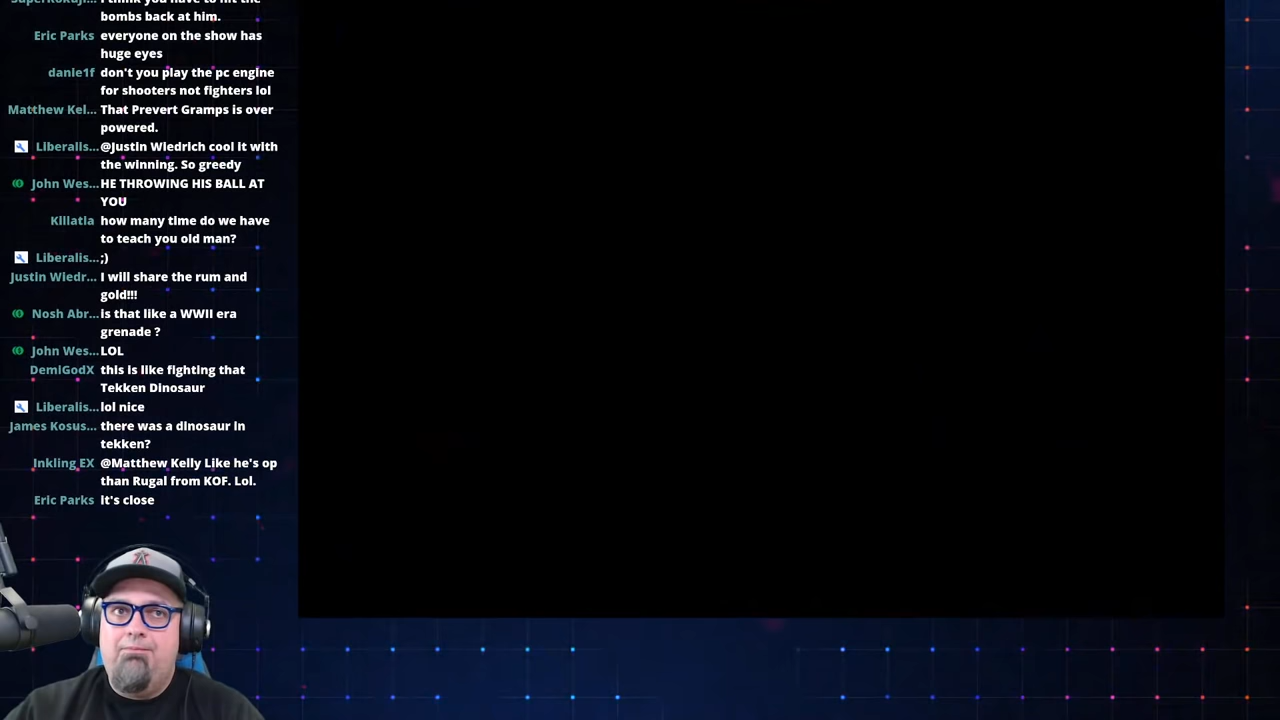 bombs back at him.
Eric Parks everyone on the show has
huge eyes
danle1f don't you play the pc engine
for shooters not fighters lol
Matthew Kel... That Prevert Gramps is over
powered.
Liberalis... @Justin Wiedrich cool it with
the winning. So greedy
John Wes... HE THROWING HIS BALL AT
YOU
Killatia how many time do we have
to teach you old man?
Liberalis... ;)
Justin Wiedr... I will share the rum and
gold!!!
Nosh Abr... is that like a WWII era
grenade ?
John Wes... LOL
DemiGodX this is like fighting that
Tekken Dinosaur
Liberalis... lol nice
James Kosus... there was a dinosaur in
tekken?
Inkling EX @Matthew Kelly Like he's op
than Rugal from KOF. Lol.
Eric Parks It's close